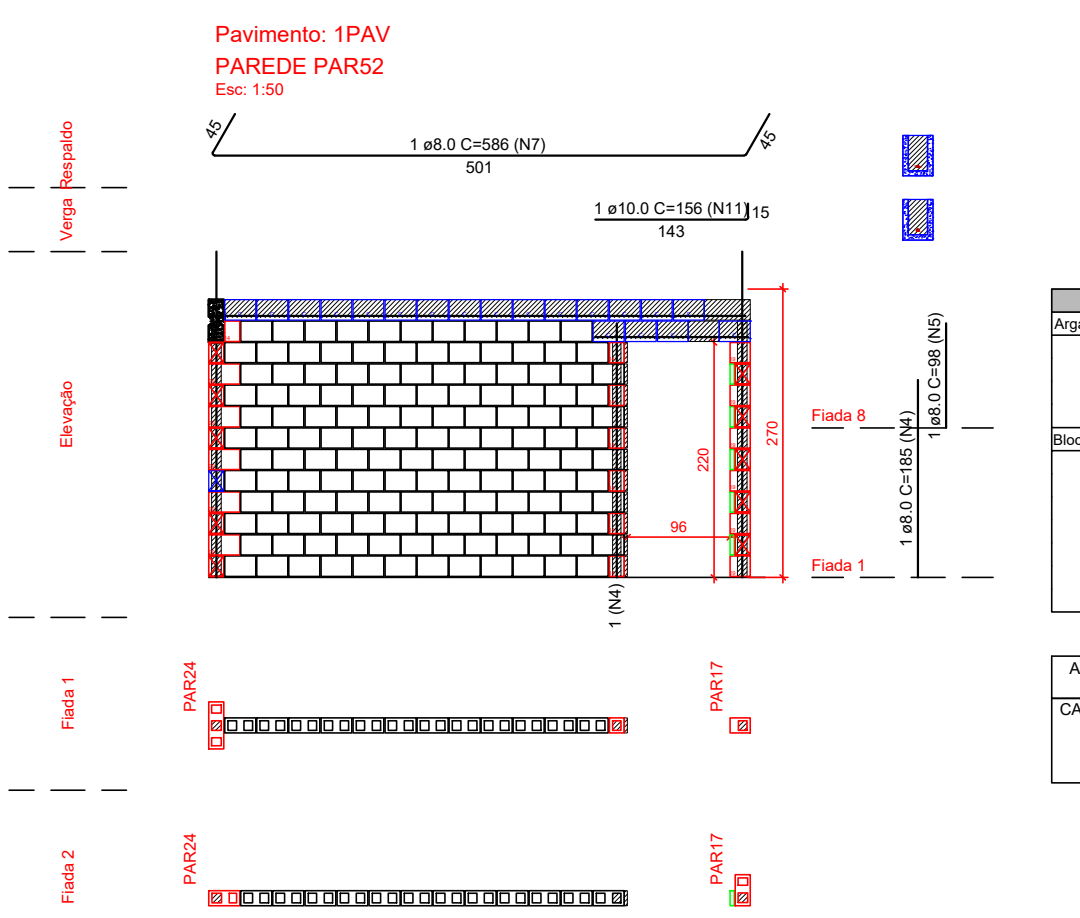 Pavimento: 1PAV
PAREDE PAR52
Esc: 1:50
Respaldo
45
1 ø8.0 C=586 (N7)
501
45
Verga
1 ø10.0 C=156 (N11)
15
143
Elevação
220
270
96
1 (N4)
Fiada 8
Fiada 1
1 ø8.0 C=185 (N4)
1 ø8.0 C=98 (N5)
Arga
Bloc
Fiada 1
PAR24
PAR17
A
CA
Fiada 2
PAR24
PAR17